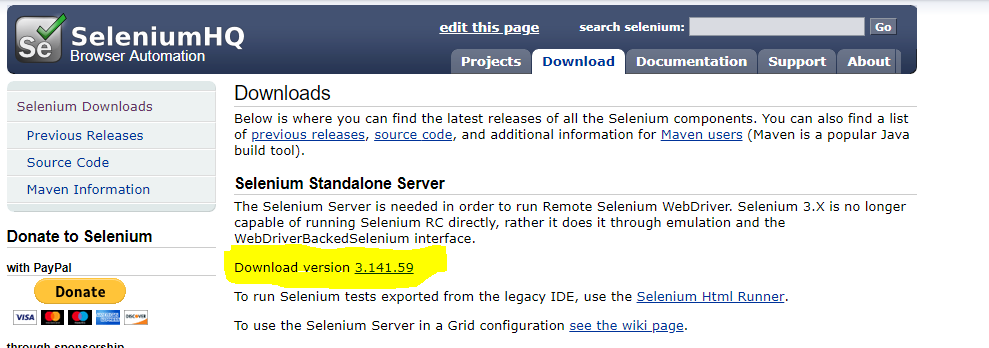 Se
SeleniumHQ
Browser Automation
edit this page
search selenium:
Go
Projects
Download
Documentation
Support
About
Selenium Downloads
Previous Releases
Source Code
Maven Information
Donate to Selenium
with PayPal
Donate
VISA
DISCOVER
through sponsorship
Downloads
Below is where you can find the latest releases of all the Selenium components. You can also find a list
of previous releases, source code, and additional information for Maven users (Maven is a popular Java
build tool).
Selenium Standalone Server
The Selenium Server is needed in order to run Remote Selenium WebDriver. Selenium 3.X is no longer
capable of running Selenium RC directly, rather it does it through emulation and the
WebDriverBackedSelenium interface.
Download version 3.141.59
To run Selenium tests exported from the legacy IDE, use the Selenium Html Runner.
To use the Selenium Server in a Grid configuration see the wiki page.